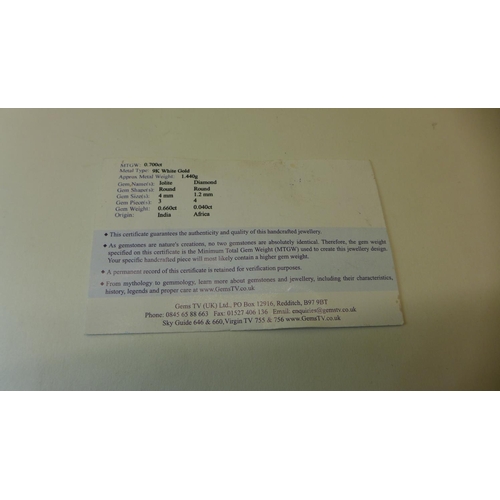 MTGW: 0.700ct
Metal Type: 9K White Gold
Approx Metal Weight: 1.440g
Gem Name(s): Iolite Diamond
Gem Shape(s): Round Round
Gem Size(s): 4 mm 1.2 mm
Gem Piece(s): 3 4
Gem Weight: 0.660ct 0.040ct
Origin: India Africa
• This certificate guarantees the authenticity and quality of this handcrafted jewellery.
• As gemstones are nature's creations, no two gemstones are absolutely identical. Therefore, the gem weight
specified on this certificate is the Minimum Total Gem Weight (MTGW) used to create this jewellery design.
Your specific handcrafted piece will most likely contain a higher gem weight.
• A permanent record of this certificate is retained for verification purposes.
• From mythology to gemmology, learn more about gemstones and jewellery, including their characteristics,
history, legends and proper care at www.GemsTV.co.uk
Gems TV (UK) Ltd., PO Box 12916, Redditch, B97 9BT
Phone: 0845 65 88 663 Fax: 01527 406 136 Email: enquiries@gemstv.co.uk
Sky Guide 646 & 660, Virgin TV 755 & 756 www.GemsTV.co.uk